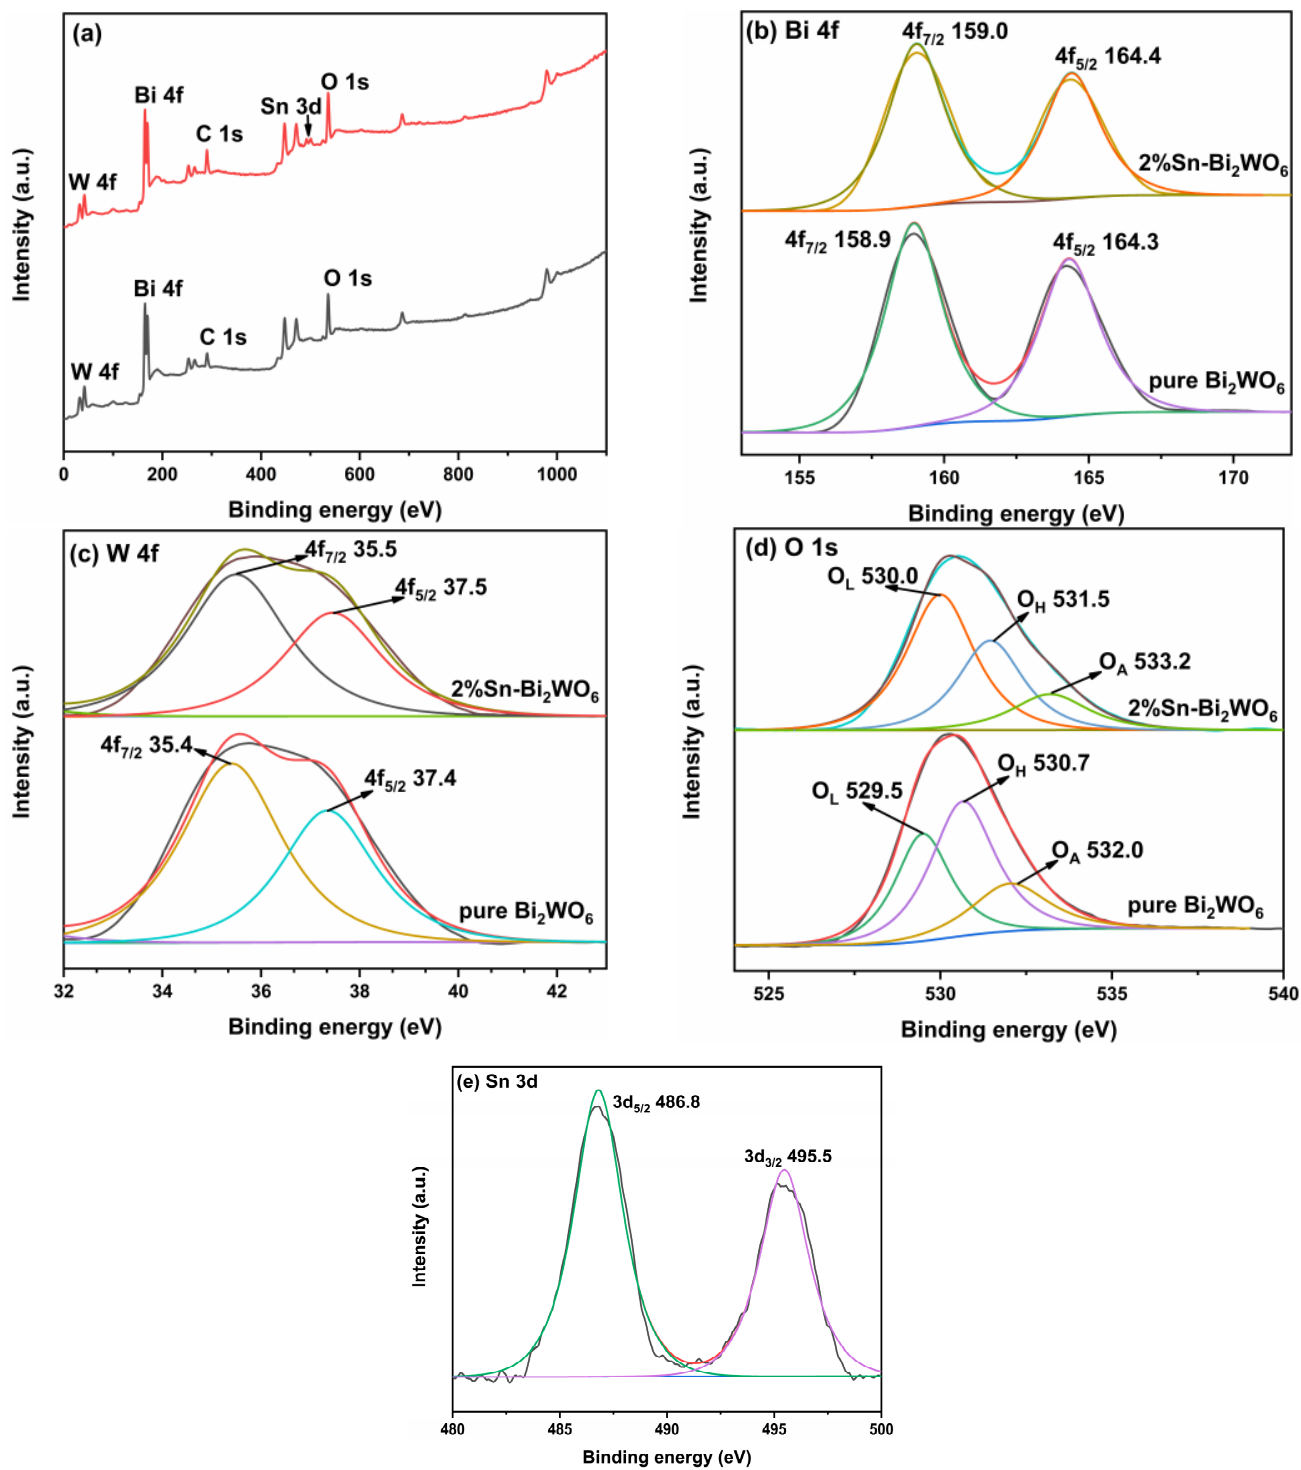 (a)
W 4f
Bi 4f
C 1s
Sn 3d
O 1s
W 4f
Bi 4f
C 1s
O 1s
Intensity (a.u.)
0 200 400 600 800 1000
Binding energy (eV)
(b) Bi 4f
4f7/2 159.0
4f5/2 164.4
2%Sn-Bi2WO6
4f7/2 158.9
4f5/2 164.3
pure Bi2WO6
Intensity (a.u.)
155 160 165 170
Binding energy (eV)
(c) W 4f
4f7/2 35.5
4f5/2 37.5
2%Sn-Bi2WO6
4f7/2 35.4
4f5/2 37.4
pure Bi2WO6
Intensity (a.u.)
32 34 36 38 40 42
Binding energy (eV)
(d) O 1s
OL 530.0
OH 531.5
OA 533.2
2%Sn-Bi2WO6
OL 529.5
OH 530.7
OA 532.0
pure Bi2WO6
Intensity (a.u.)
525 530 535 540
Binding energy (eV)
(e) Sn 3d
3d5/2 486.8
3d3/2 495.5
Intensity (a.u.)
480 485 490 495 500
Binding energy (eV)